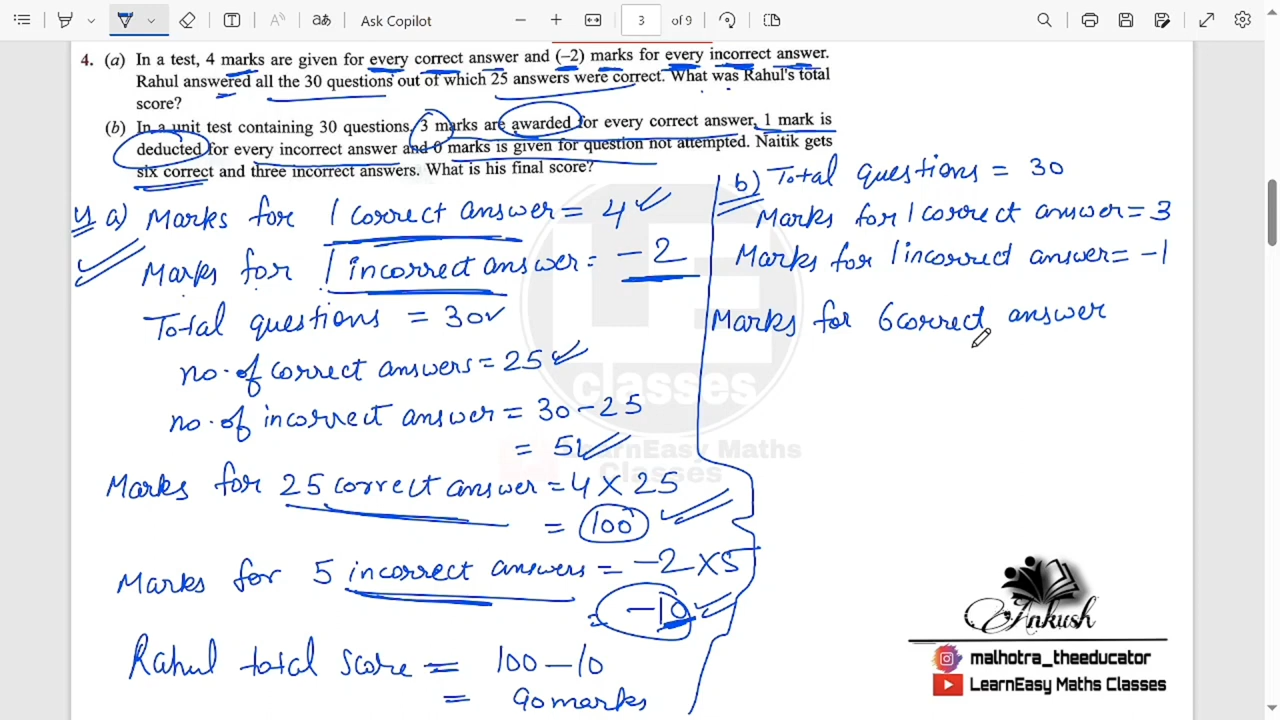 Ask Copilot
3 of 9
4. (a) In a test, 4 marks are given for every correct answer and (–2) marks for every incorrect answer.
Rahul answered all the 30 questions out of which 25 answers were correct. What was Rahul's total
score?
(b) In a unit test containing 30 questions, 3 marks are awarded for every correct answer, 1 mark is
deducted for every incorrect answer and 0 marks is given for question not attempted. Naitik gets
six correct and three incorrect answers. What is his final score?
a) Marks for 1 correct answer = 4
Marks for 1 incorrect answer = -2
Total questions = 30
no. of correct answers = 25
no. of incorrect answer = 30-25
= 5
Marks for 25 correct answer = 4 X 25
= 100
Marks for 5 incorrect answers = -2 X5
= -10
Rahul total score = 100-10
= 90 marks
b) Total questions = 30
Marks for 1 correct answer = 3
Marks for 1 incorrect answer = -1
Marks for 6 correct answer
LE
classes
LearnEasy Maths
Classes
Ankush
malhotra_theeducator
LearnEasy Maths Classes